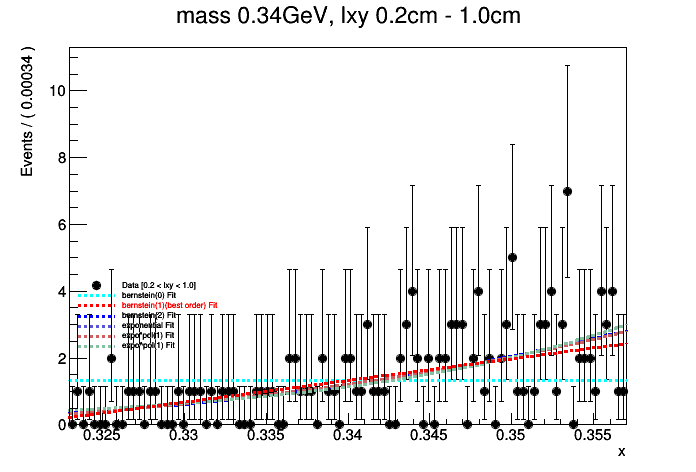 mass 0.34GeV, lxy 0.2cm - 1.0cm
Events / ( 0.00034 )
10
8
6
4
2
0
Data [0.2 < lxy < 1.0]
bernstein(0) Fit
bernstein(1)(best order) Fit
bernstein(2) Fit
exponential Fit
expo*pol(1) Fit
expo*pol(1) Fit
0.325 0.33 0.335 0.34 0.345 0.35 0.355
x